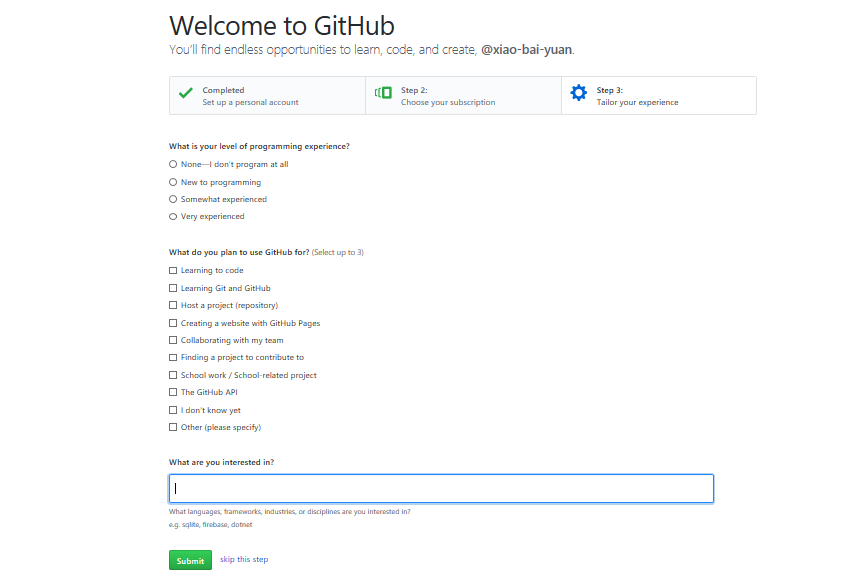 Welcome to GitHub
You'll find endless opportunities to learn, code, and create, @xiao-bai-yuan.
Completed
Set up a personal account
Step 2:
Choose your subscription
Step 3:
Tailor your experience
What is your level of programming experience?
None—I don't program at all
New to programming
Somewhat experienced
Very experienced
What do you plan to use GitHub for? (Select up to 3)
Learning to code
Learning Git and GitHub
Host a project (repository)
Creating a website with GitHub Pages
Collaborating with my team
Finding a project to contribute to
School work / School-related project
The GitHub API
I don't know yet
Other (please specify)
What are you interested in?
What languages, frameworks, industries, or disciplines are you interested in?
e.g. sqlite, firebase, dotnet
Submit skip this step